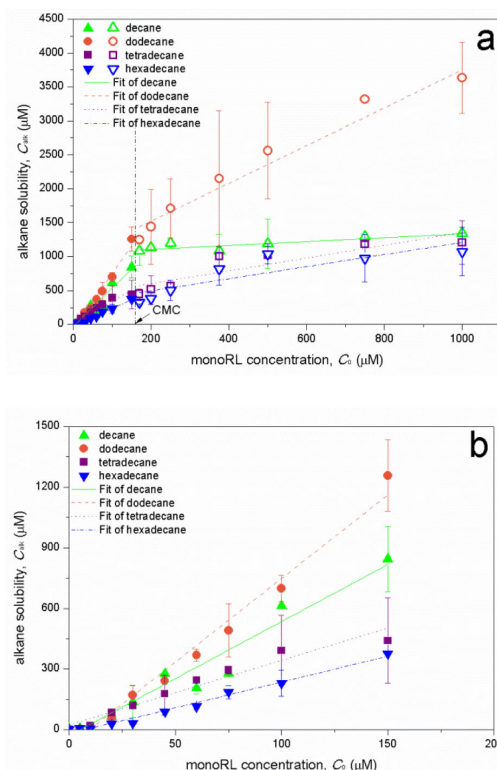 a
decane
dodecane
tetradecane
hexadecane
Fit of decane
Fit of dodecane
Fit of tetradecane
Fit of hexadecane
alkane solubility, Calk (μM)
4500
4000
3500
3000
2500
2000
1500
1000
500
0
CMC
0 200 400 600 800 1000
monoRL concentration, C0 (μM)
b
decane
dodecane
tetradecane
hexadecane
Fit of decane
Fit of dodecane
Fit of tetradecane
Fit of hexadecane
alkane solubility, Calk (μM)
1500
1200
900
600
300
0
0 50 100 150 20
monoRL concentration, C0 (μM)